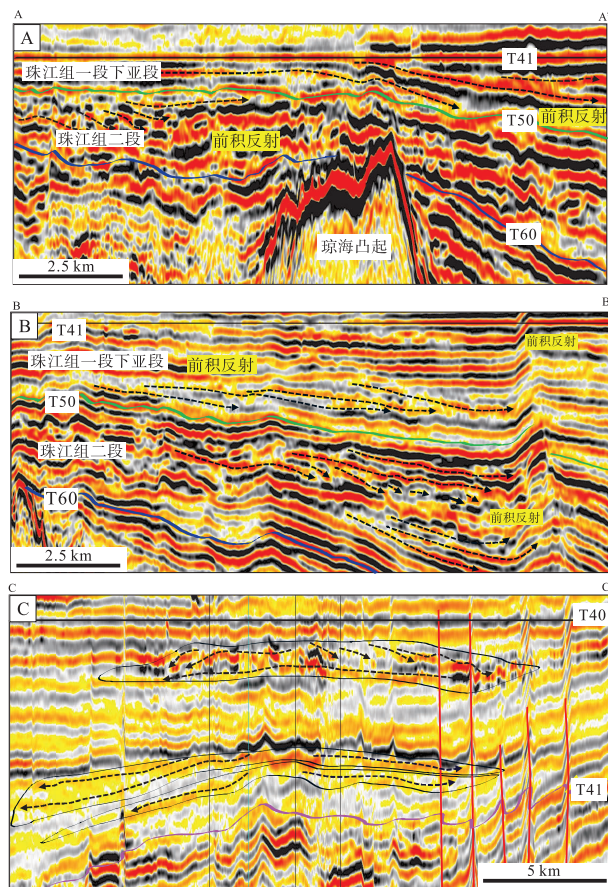 A A'
A
T41
珠江组一段下亚段
前积反射
T50
珠江组二段
前积反射
T60
琼海凸起
2.5 km
B B'
B
T41
前积反射
珠江组一段下亚段
前积反射
T50
珠江组二段
T60
前积反射
2.5 km
C C'
C
T40
T41
5 km